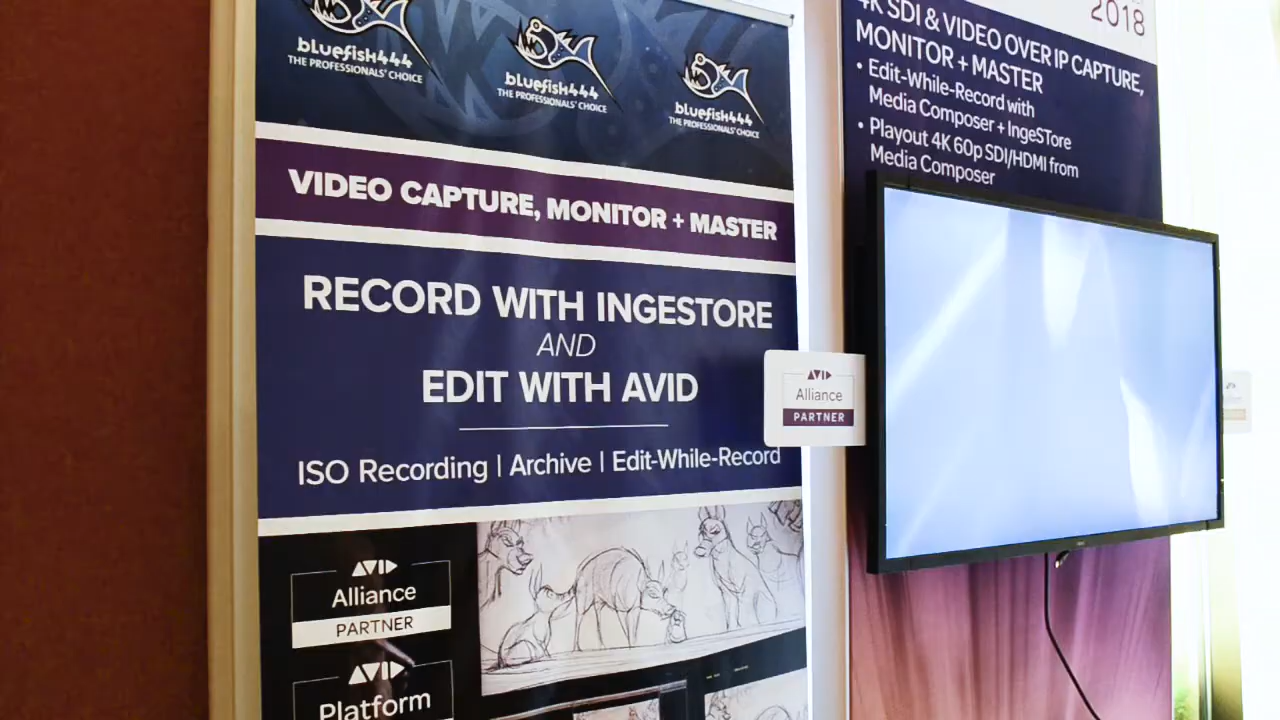 bluefish444
THE PROFESSIONALS' CHOICE
bluefish444
THE PROFESSIONALS' CHOICE
bluefish444
THE PROFESSIONALS' CHOICE
VIDEO CAPTURE, MONITOR + MASTER
RECORD WITH INGESTORE
AND
EDIT WITH AVID
ISO Recording | Archive | Edit-While-Record
AVID
Alliance
PARTNER
AVID
Platform
AVID
Alliance
PARTNER
2018
4K SDI & VIDEO OVER IP CAPTURE,
MONITOR + MASTER
• Edit-While-Record with
Media Composer + IngeSTore
• Playout 4K 60p SDI/HDMI from
Media Composer